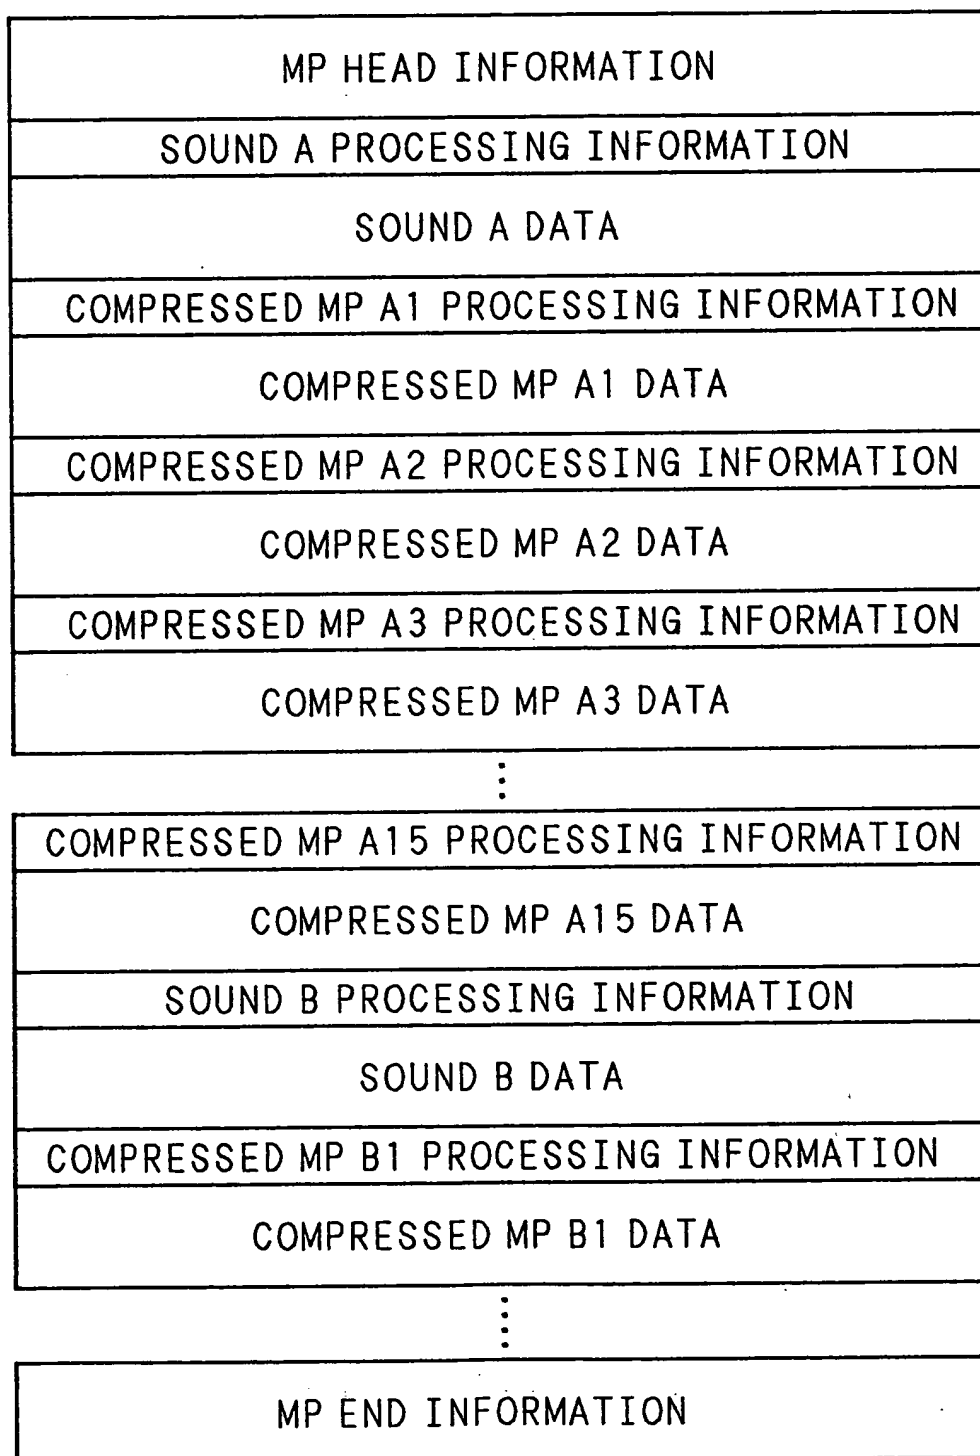 MP HEAD INFORMATION
SOUND A PROCESSING INFORMATION
SOUND A DATA
COMPRESSED MP A1 PROCESSING INFORMATION
COMPRESSED MP A1 DATA
COMPRESSED MP A2 PROCESSING INFORMATION
COMPRESSED MP A2 DATA
COMPRESSED MP A3 PROCESSING INFORMATION
COMPRESSED MP A3 DATA
COMPRESSED MP A15 PROCESSING INFORMATION
COMPRESSED MP A15 DATA
SOUND B PROCESSING INFORMATION
SOUND B DATA
COMPRESSED MP B1 PROCESSING INFORMATION
COMPRESSED MP B1 DATA
MP END INFORMATION